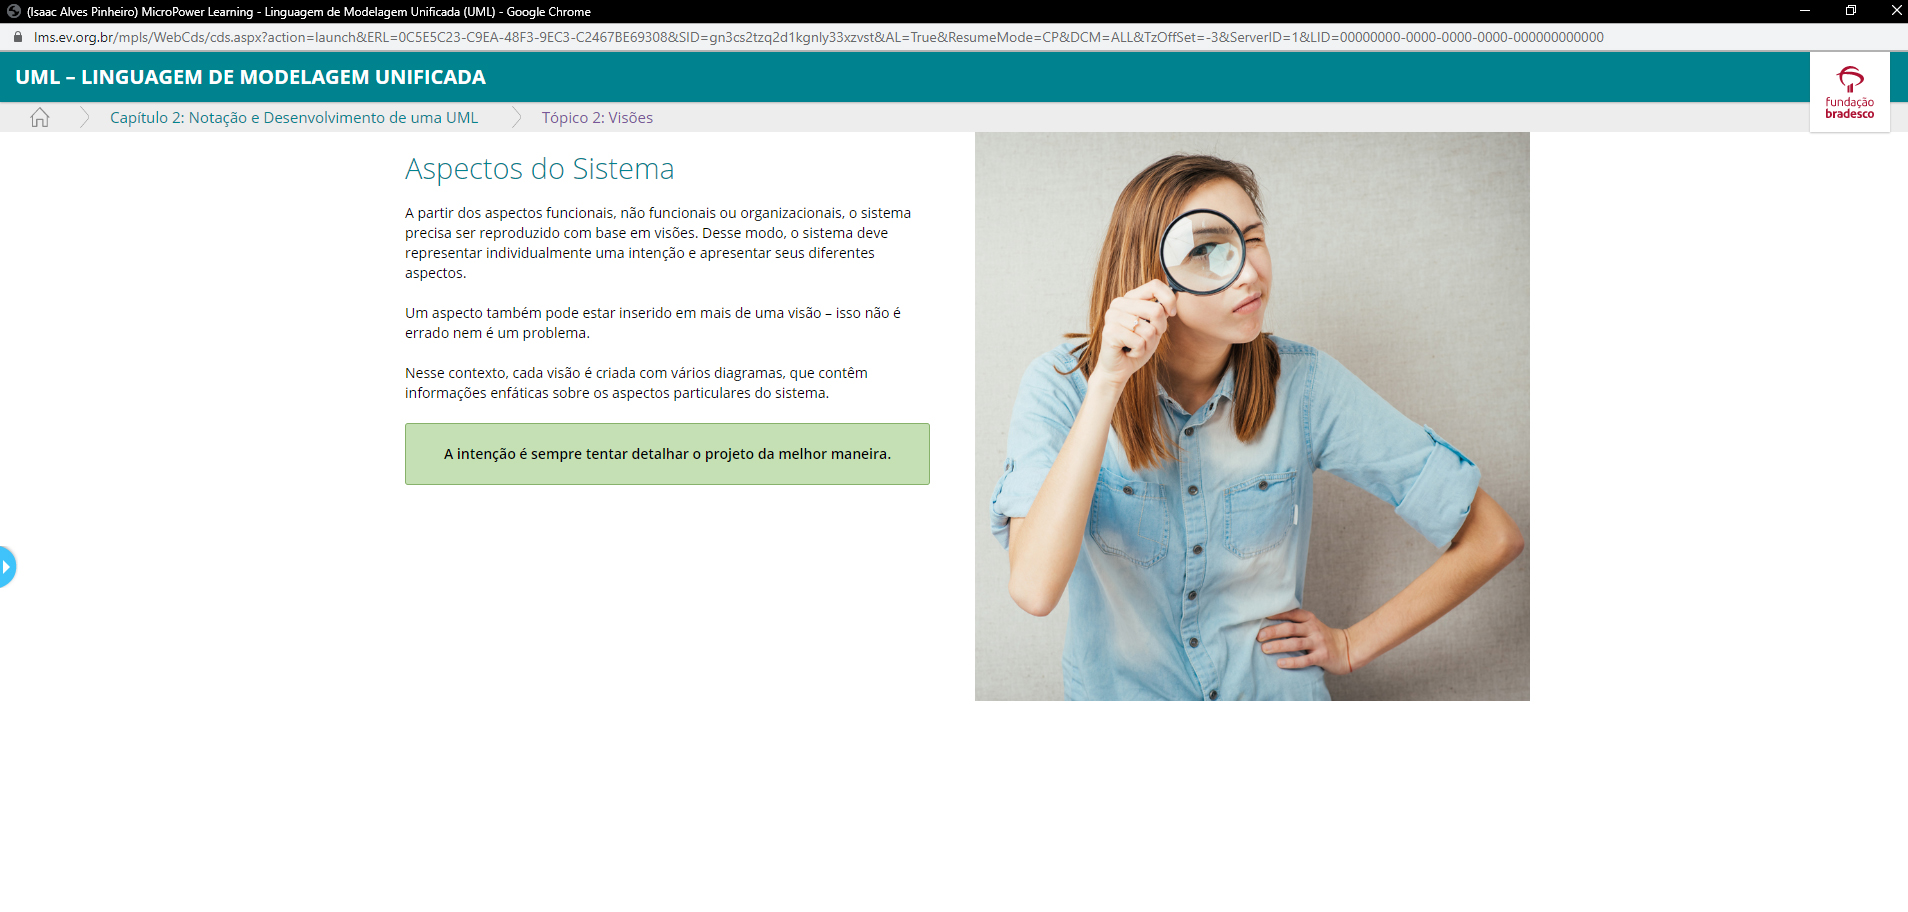 (Isaac Alves Pinheiro) MicroPower Learning - Linguagem de Modelagem Unificada (UML) - Google Chrome
lms.ev.org.br/mpls/WebCds/cds.aspx?action=launch&ERL=0C5E5C23-C9EA-48F3-9EC3-C2467BE69308&SID=gn3cs2tzq2d1kgnly33xzvst&AL=True&ResumeMode=CP&DCM=ALL&TzOffSet=-3&ServerID=1&LID=00000000-0000-0000-0000-000000000000
UML – LINGUAGEM DE MODELAGEM UNIFICADA
fundação
bradesco
Capítulo 2: Notação e Desenvolvimento de uma UML
Tópico 2: Visões
Aspectos do Sistema
A partir dos aspectos funcionais, não funcionais ou organizacionais, o sistema
precisa ser reproduzido com base em visões. Desse modo, o sistema deve
representar individualmente uma intenção e apresentar seus diferentes
aspectos.
Um aspecto também pode estar inserido em mais de uma visão – isso não é
errado nem é um problema.
Nesse contexto, cada visão é criada com vários diagramas, que contêm
informações enfáticas sobre os aspectos particulares do sistema.
A intenção é sempre tentar detalhar o projeto da melhor maneira.